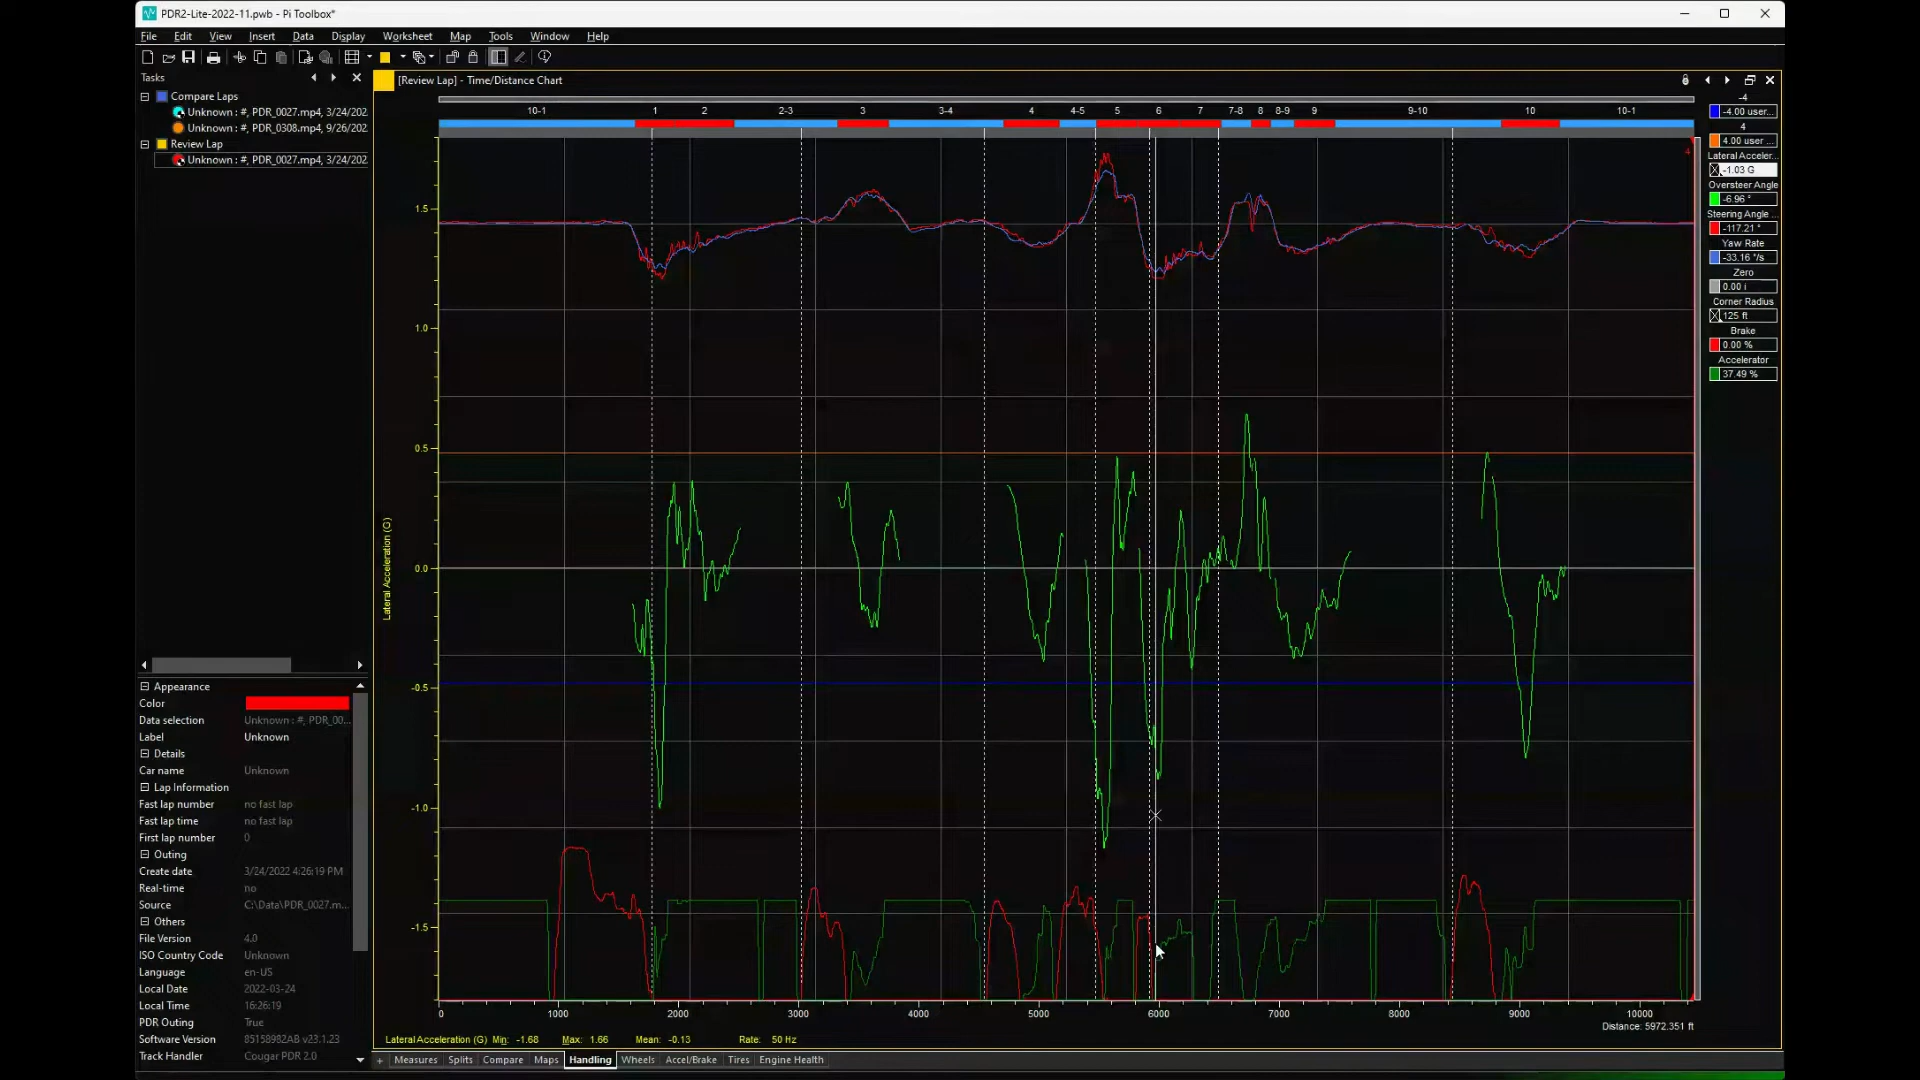 PDR2-Lite-2022-11.pwb - Pi Toolbox*
File Edit View Insert Data Display Worksheet Map Tools Window Help
Tasks
Compare Laps
Unknown : #, PDR_0027.mp4, 3/24/202
Unknown : #, PDR_0308.mp4, 9/26/202
Review Lap
Unknown : #, PDR_0027.mp4, 3/24/202
[Review Lap] - Time/Distance Chart
10-1 1 2 2-3 3 3-4 4 4-5 5 6 7 7-8 8 8-9 9 9-10 10 10-1
4
1.5
1.0
0.5
0.0
-0.5
-1.0
-1.5
Lateral Acceleration (G)
0 1000 2000 3000 4000 5000 6000 7000 8000 9000 10000
Distance: 5972.351 ft
Lateral Acceleration (G) Min: -1.68 Max: 1.66 Mean: -0.13 Rate: 50 Hz
+ Measures Splits Compare Maps Handling Wheels Accel/Brake Tires Engine Health
-4
-4.00 user...
4
4.00 user ...
Lateral Acceler...
-1.03 G
Oversteer Angle
-6.96 °
Steering Angle ...
-117.21 °
Yaw Rate
-33.16 °/s
Zero
0.00 i
Corner Radius
125 ft
Brake
0.00 %
Accelerator
37.49 %
Appearance
Color
Data selection Unknown : #, PDR_00...
Label Unknown
Details
Car name Unknown
Lap Information
Fast lap number no fast lap
Fast lap time no fast lap
First lap number 0
Outing
Create date 3/24/2022 4:26:19 PM
Real-time no
Source C:\Data\PDR_0027.m...
Others
File Version 4.0
ISO Country Code Unknown
Language en-US
Local Date 2022-03-24
Local Time 16:26:19
PDR Outing True
Software Version 85158982AB v23.1.23
Track Handler Cougar PDR 2.0